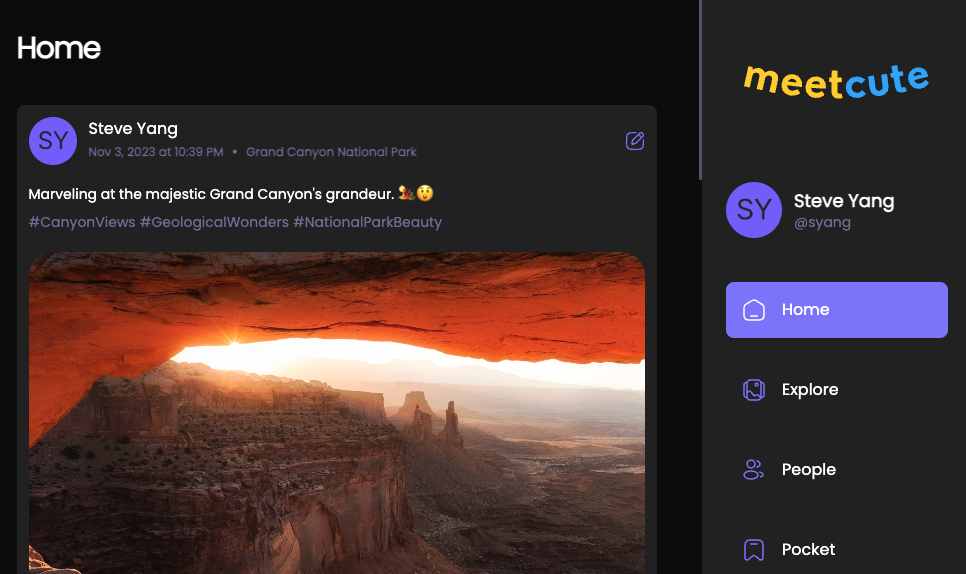 Home
SY
Steve Yang
Nov 3, 2023 at 10:39 PM • Grand Canyon National Park
Marveling at the majestic Grand Canyon's grandeur. 💃😲
#CanyonViews #GeologicalWonders #NationalParkBeauty
meetcute
SY
Steve Yang
@syang
Home
Explore
People
Pocket